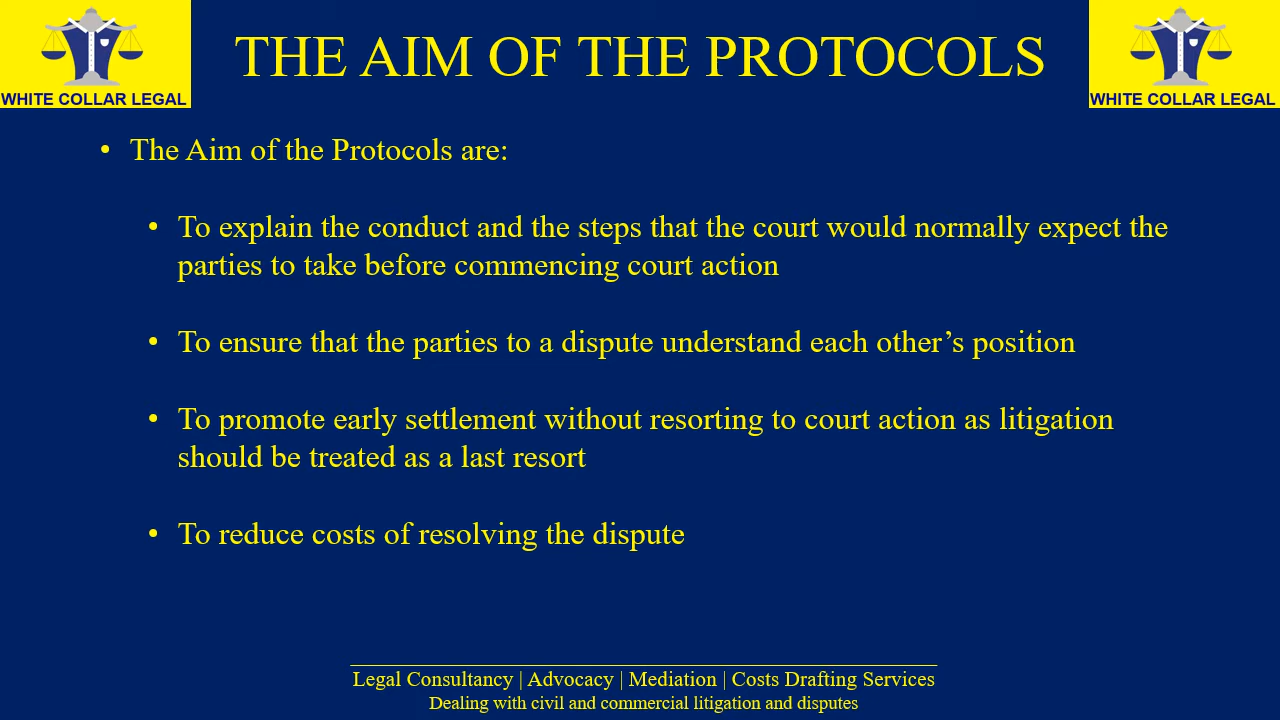 WHITE COLLAR LEGAL
THE AIM OF THE PROTOCOLS
WHITE COLLAR LEGAL
• The Aim of the Protocols are:
• To explain the conduct and the steps that the court would normally expect the
parties to take before commencing court action
• To ensure that the parties to a dispute understand each other’s position
• To promote early settlement without resorting to court action as litigation
should be treated as a last resort
• To reduce costs of resolving the dispute
Legal Consultancy | Advocacy | Mediation | Costs Drafting Services
Dealing with civil and commercial litigation and disputes